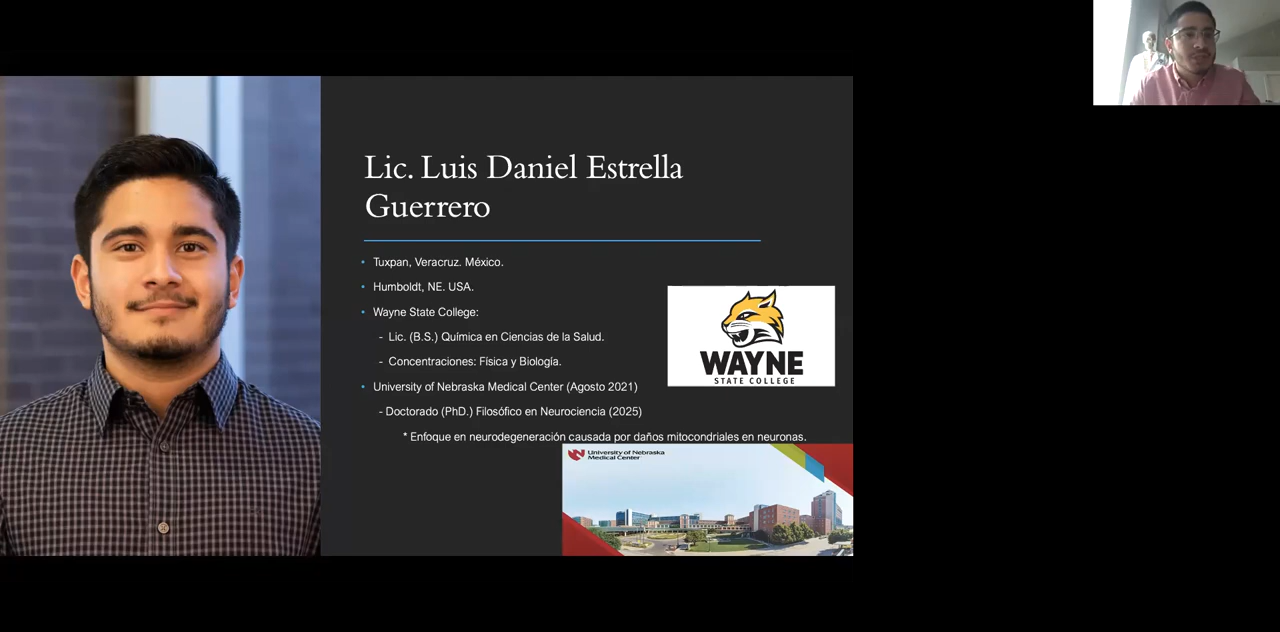 Lic. Luis Daniel Estrella
Guerrero
• Tuxpan, Veracruz. México.
• Humboldt, NE. USA.
• Wayne State College:
- Lic. (B.S.) Química en Ciencias de la Salud.
- Concentraciones: Física y Biología.
• University of Nebraska Medical Center (Agosto 2021)
- Doctorado (PhD.) Filosófico en Neurociencia (2025)
* Enfoque en neurodegeneración causada por daños mitocondriales en neuronas.
WAYNE
STATE COLLEGE
University of Nebraska
Medical Center